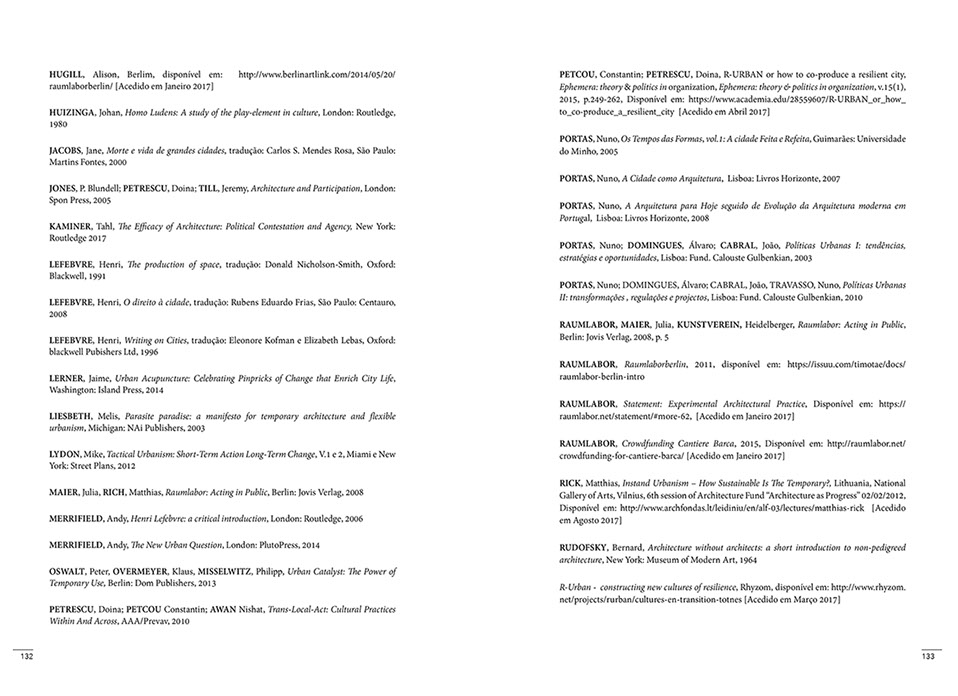 HUGILL, Alison, Berlim, disponível em: http://www.berlinartlink.com/2014/05/20/
raumlaborberlin/ [Acedido em Janeiro 2017]
HUIZINGA, Johan, Homo Ludens: A study of the play-element in culture, London: Routledge,
1980
JACOBS, Jane, Morte e vida de grandes cidades, tradução: Carlos S. Mendes Rosa, São Paulo:
Martins Fontes, 2000
JONES, P. Blundell; PETRESCU, Doina; TILL, Jeremy, Architecture and Participation, London:
Spon Press, 2005
KAMINER, Tahl, The Efficacy of Architecture: Political Contestation and Agency, New York:
Routledge 2017
LEFEBVRE, Henri, The production of space, tradução: Donald Nicholson-Smith, Oxford:
Blackwell, 1991
LEFEBVRE, Henri, O direito à cidade, tradução: Rubens Eduardo Frias, São Paulo: Centauro,
2008
LEFEBVRE, Henri, Writing on Cities, tradução: Eleonore Kofman e Elizabeth Lebas, Oxford:
blackwell Pubishers Ltd, 1996
LERNER, Jaime, Urban Acupuncture: Celebrating Pinpricks of Change that Enrich City Life,
Washington: Island Press, 2014
LIESBETH, Melis, Parasite paradise: a manifesto for temporary architecture and flexible
urbanism, Michigan: NAi Publishers, 2003
LYDON, Mike, Tactical Urbanism: Short-Term Action Long-Term Change, V.1 e 2, Miami e New
York: Street Plans, 2012
MAIER, Julia, RICH, Matthias, Raumlabor: Acting in Public, Berlin: Jovis Verlag, 2008
MERRIFIELD, Andy, Henri Lefebvre: a critical introduction, London: Routledge, 2006
MERRIFIELD, Andy, The New Urban Question, London: PlutoPress, 2014
OSWALT, Peter, OVERMEYER, Klaus, MISSELWITZ, Philipp, Urban Catalyst: The Power of
Temporary Use, Berlin: Dom Publishers, 2013
PETRESCU, Doina; PETCOU Constantin; AWAN Nishat, Trans-Local-Act: Cultural Practices
Within And Across, AAA/Prevav, 2010
132
PETCOU, Constantin; PETRESCU, Doina, R-URBAN or how to co-produce a resilient city,
Ephemera: theory & politics in organization, Ephemera: theory & politics in organization, v.15(1),
2015, p.249-262, Disponível em: https://www.academia.edu/28559607/R-URBAN_or_how_
to_co-produce_a_resilient_city [Acedido em Abril 2017]
PORTAS, Nuno, Os Tempos das Formas, vol.1: A cidade Feita e Refeita, Guimarães: Universidade
do Minho, 2005
PORTAS, Nuno, A Cidade como Arquitetura, Lisboa: Livros Horizonte, 2007
PORTAS, Nuno, A Arquitetura para Hoje seguido de Evolução da Arquitetura moderna em
Portugal, Lisboa: Livros Horizonte, 2008
PORTAS, Nuno; DOMINGUES, Álvaro; CABRAL, João, Políticas Urbanas I: tendências,
estratégias e oportunidades, Lisboa: Fund. Calouste Gulbenkian, 2003
PORTAS, Nuno; DOMINGUES, Álvaro; CABRAL, João, TRAVASSO, Nuno, Políticas Urbanas
II: transformações , regulações e projectos, Lisboa: Fund. Calouste Gulbenkian, 2010
RAUMLABOR, MAIER, Julia, KUNSTVEREIN, Heidelberger, Raumlabor: Acting in Public,
Berlin: Jovis Verlag, 2008, p. 5
RAUMLABOR, Raumlaborberlin, 2011, disponível em: https://issuu.com/timotae/docs/
raumlabor-berlin-intro
RAUMLABOR, Statement: Experimental Architectural Practice, Disponível em: https://
raumlabor.net/statement/#more-62, [Acedido em Janeiro 2017]
RAUMLABOR, Crowdfunding Cantiere Barca, 2015, Disponível em: http://raumlabor.net/
crowdfunding-for-cantiere-barca/ [Acedido em Janeiro 2017]
RICK, Matthias, Instand Urbanism – How Sustainable Is The Temporary?, Lithuania, National
Gallery of Arts, Vilnius, 6th session of Architecture Fund “Architecture as Progress” 02/02/2012,
Disponível em: http://www.archfondas.lt/leidiniu/en/alf-03/lectures/matthias-rick [Acedido
em Agosto 2017]
RUDOFSKY, Bernard, Architecture without architects: a short introduction to non-pedigreed
architecture, New York: Museum of Modern Art, 1964
R-Urban - constructing new cultures of resilience, Rhyzom, disponível em: http://www.rhyzom.
net/projects/rurban/cultures-en-transition-totnes [Acedido em Março 2017]
133